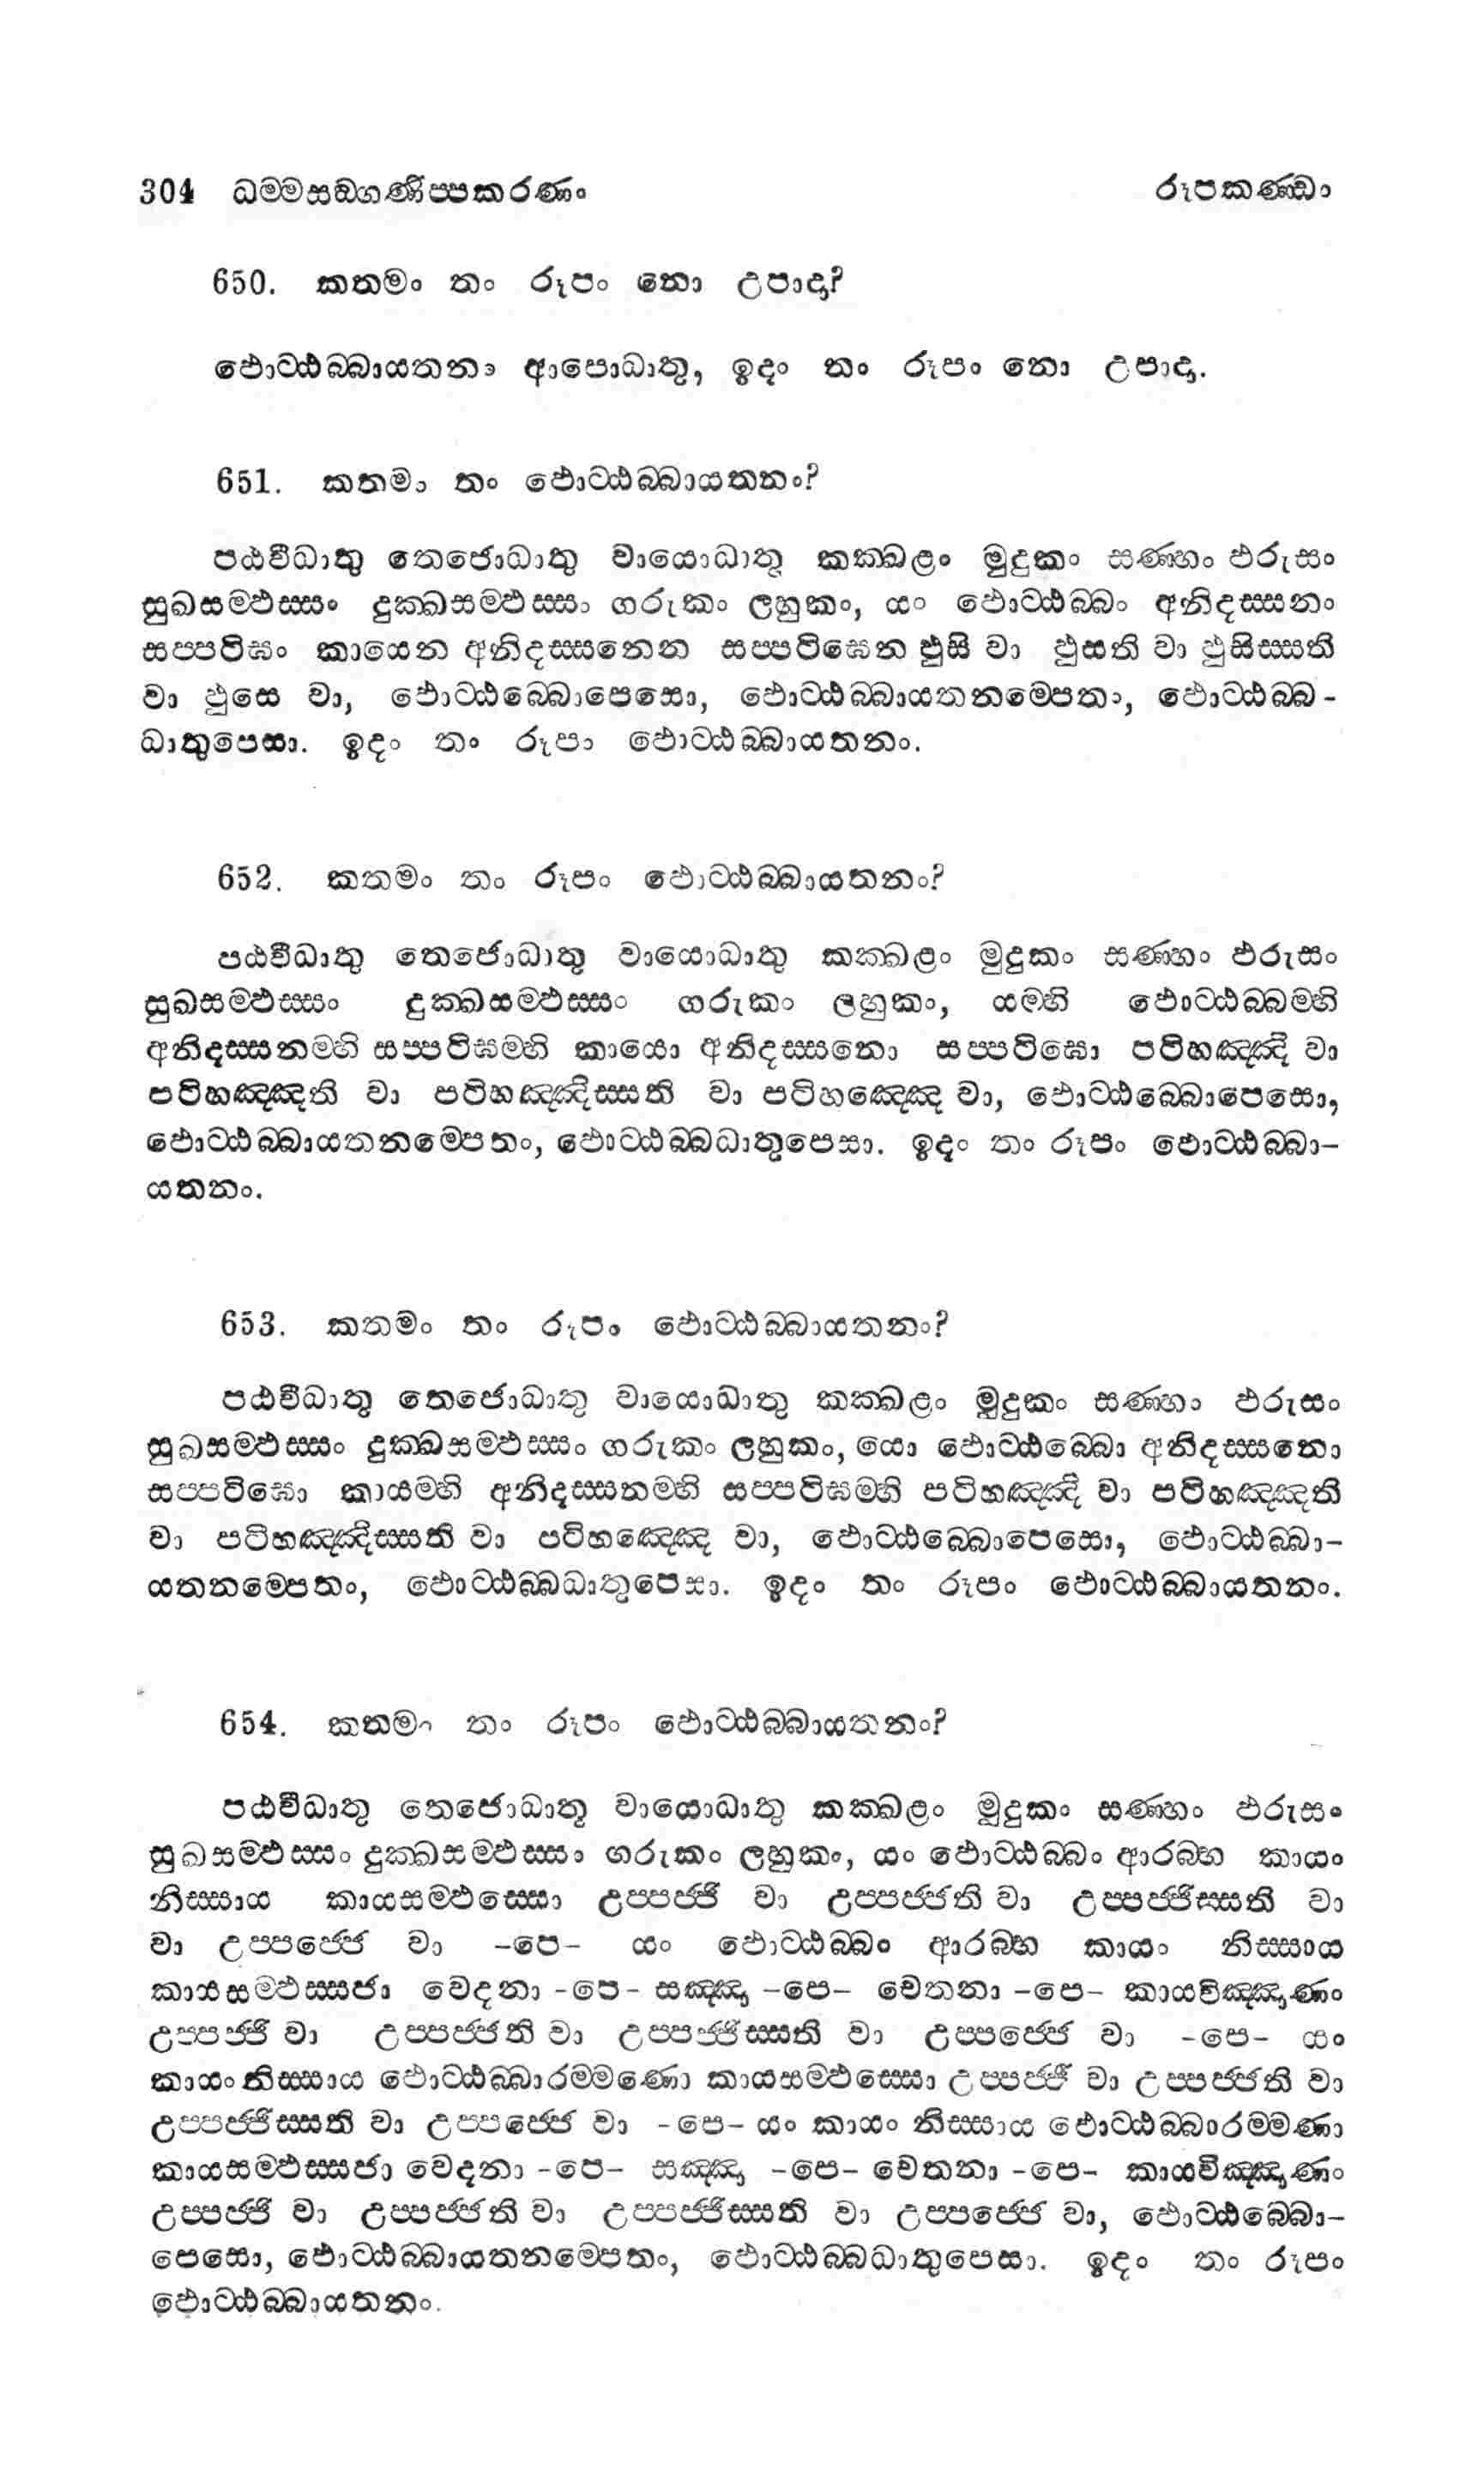 304 ධම්මසඞ්ගණිප්පකරණං රූපකණ්ඩං
650. කතමං තං රූපං නො උපාදා?
ඵොට්ඨබ්බායතනං ආපොධාතු, ඉදං තං රූපං නො උපාදා.
651. කතමං තං ඵොට්ඨබ්බායතනං?
පඨවීධාතු තෙජොධාතු වායොධාතු කක්ඛළං මුදුකං සණ්හං ඵරුසං
සුඛසම්ඵස්සං දුක්ඛසම්ඵස්සං ගරුකං ලහුකං, යං ඵොට්ඨබ්බං අනිදස්සනං
සප්පටිඝං කායෙන අනිදස්සනෙන සප්පටිඝෙන ඵුසි වා ඵුසති වා ඵුසිස්සති
වා ඵුසෙ වා, ඵොට්ඨබ්බොපෙසො, ඵොට්ඨබ්බායතනම්පෙතං, ඵොට්ඨබ්බ-
ධාතුපෙසා. ඉදං තං රූපං ඵොට්ඨබ්බායතනං.
652. කතමං තං රූපං ඵොට්ඨබ්බායතනං?
පඨවීධාතු තෙජොධාතු වායොධාතු කක්ඛළං මුදුකං සණ්හං ඵරුසං
සුඛසම්ඵස්සං දුක්ඛසම්ඵස්සං ගරුකං ලහුකං, යම්හි ඵොට්ඨබ්බම්හි
අනිදස්සනම්හි සප්පටිඝම්හි කායො අනිදස්සනො සප්පටිඝො පටිහඤ්ඤි වා
පටිහඤ්ඤති වා පටිහඤ්ඤිස්සති වා පටිහඤ්ඤෙ වා, ඵොට්ඨබ්බොපෙසො,
ඵොට්ඨබ්බායතනම්පෙතං, ඵොට්ඨබ්බධාතුපෙසා. ඉදං තං රූපං ඵොට්ඨබ්බා-
යතනං.
653. කතමං තං රූපං ඵොට්ඨබ්බායතනං?
පඨවීධාතු තෙජොධාතු වායොධාතු කක්ඛළං මුදුකං සණ්හං ඵරුසං
සුඛසම්ඵස්සං දුක්ඛසම්ඵස්සං ගරුකං ලහුකං, යො ඵොට්ඨබ්බො අනිදස්සනො
සප්පටිඝො කායම්හි අනිදස්සනම්හි සප්පටිඝම්හි පටිහඤ්ඤි වා පටිහඤ්ඤති
වා පටිහඤ්ඤිස්සති වා පටිහඤ්ඤෙ වා, ඵොට්ඨබ්බොපෙසො, ඵොට්ඨබ්බා-
යතනම්පෙතං, ඵොට්ඨබ්බධාතුපෙසා. ඉදං තං රූපං ඵොට්ඨබ්බායතනං.
654. කතමං තං රූපං ඵොට්ඨබ්බායතනං?
පඨවීධාතු තෙජොධාතු වායොධාතු කක්ඛළං මුදුකං සණ්හං ඵරුසං
සුඛසම්ඵස්සං දුක්ඛසම්ඵස්සං ගරුකං ලහුකං, යං ඵොට්ඨබ්බං ආරබ්භ කායං
නිස්සාය කායසම්ඵස්සො උප්පජ්ජි වා උප්පජ්ජති වා උප්පජ්ජිස්සති වා
වා උප්පජ්ජෙ වා -පෙ- යං ඵොට්ඨබ්බං ආරබ්භ කායං නිස්සාය
කායසම්ඵස්සජා වෙදනා -පෙ- සඤ්ඤා -පෙ- චෙතනා -පෙ- කායවිඤ්ඤාණං
උප්පජ්ජි වා උප්පජ්ජති වා උප්පජ්ජිස්සති වා උප්පජ්ජෙ වා -පෙ- යං
කායං නිස්සාය ඵොට්ඨබ්බාරම්මණො කායසම්ඵස්සො උප්පජ්ජි වා උප්පජ්ජති වා
උප්පජ්ජිස්සති වා උප්පජ්ජෙ වා -පෙ- යං කායං නිස්සාය ඵොට්ඨබ්බාරම්මණා
කායසම්ඵස්සජා වෙදනා -පෙ- සඤ්ඤා -පෙ- චෙතනා -පෙ- කායවිඤ්ඤාණං
උප්පජ්ජි වා උප්පජ්ජති වා උප්පජ්ජිස්සති වා උප්පජ්ජෙ වා, ඵොට්ඨබ්බො-
පෙසො, ඵොට්ඨබ්බායතනම්පෙතං, ඵොට්ඨබ්බධාතුපෙසා. ඉදං තං රූපං
ඵොට්ඨබ්බායතනං.